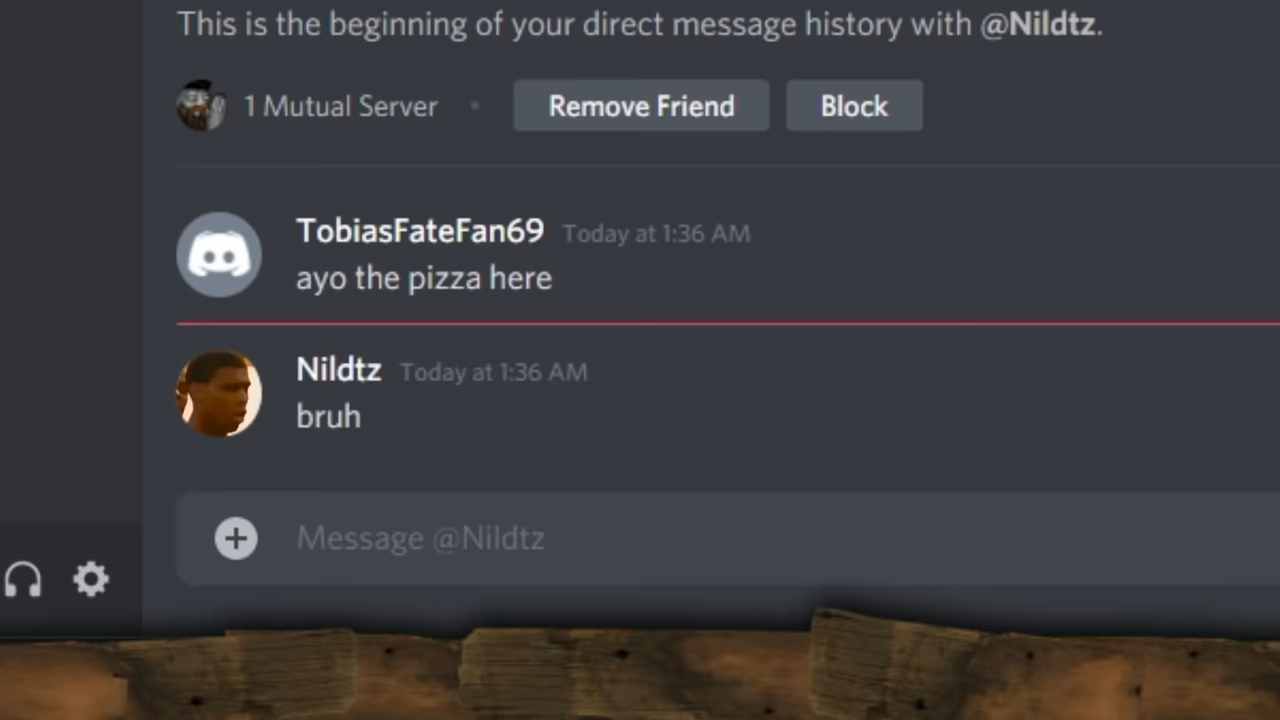 This is the beginning of your direct message history with @Nildtz.
1 Mutual Server • Remove Friend Block
TobiasFateFan69 Today at 1:36 AM
ayo the pizza here
Nildtz Today at 1:36 AM
bruh
Message @Nildtz